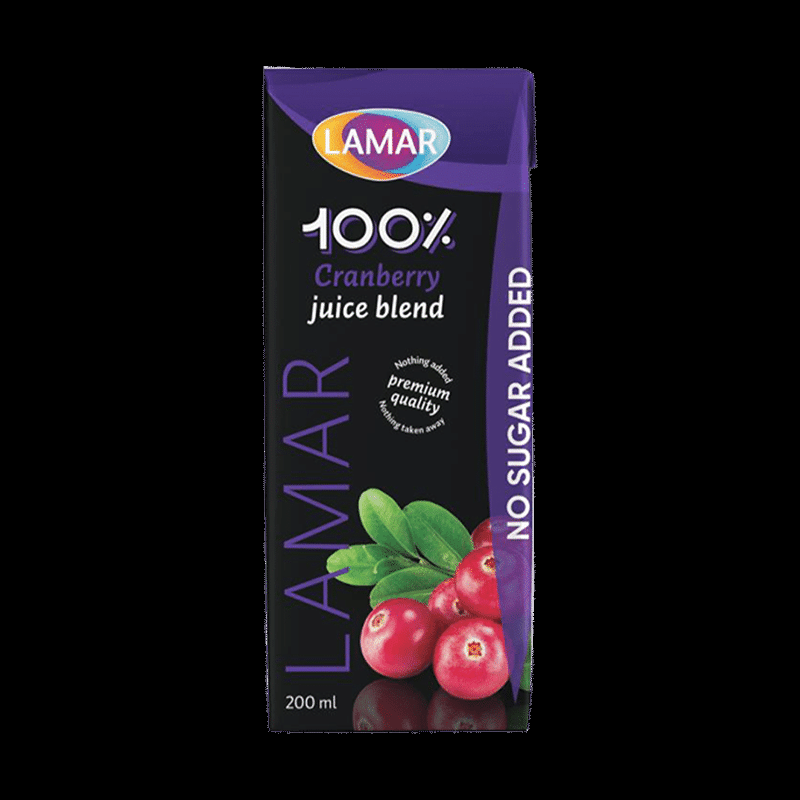 LAMAR
100%
Cranberry
juice blend
Nothing added
premium
quality
Nothing taken away
LAMAR
NO SUGAR ADDED
200 ml